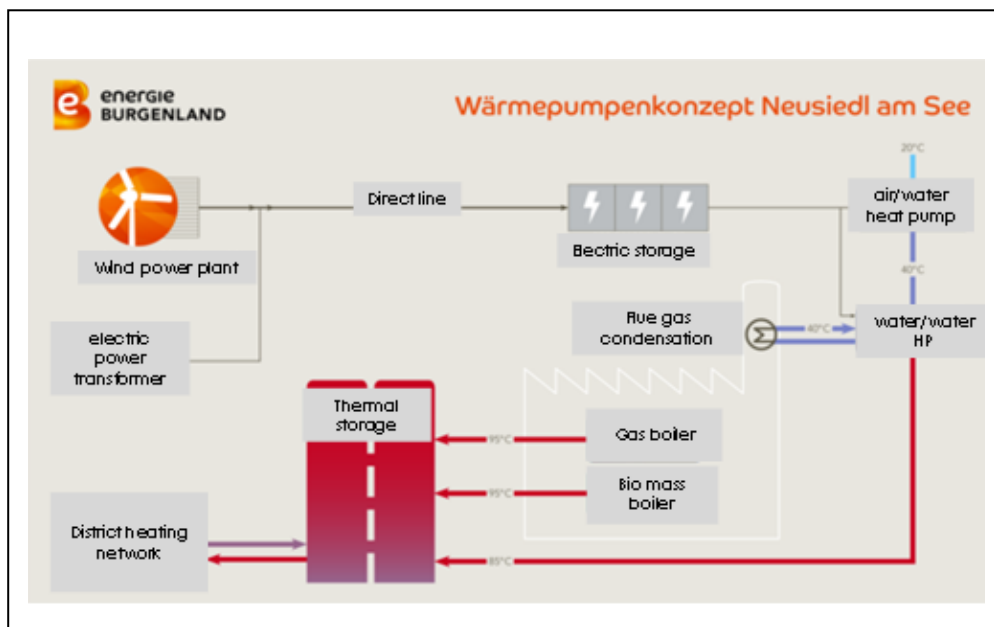 energie
BURGENLAND
Wärmepumpenkonzept Neusiedl am See
20°C
Direct line
air/water
heat pump
Wind power plant
Electric storage
40°C
electric
power
transformer
Flue gas
condensation
40°C
water/water
HP
Thermal
storage
95°C
Gas boiler
95°C
Bio mass
boiler
District heating
network
85°C